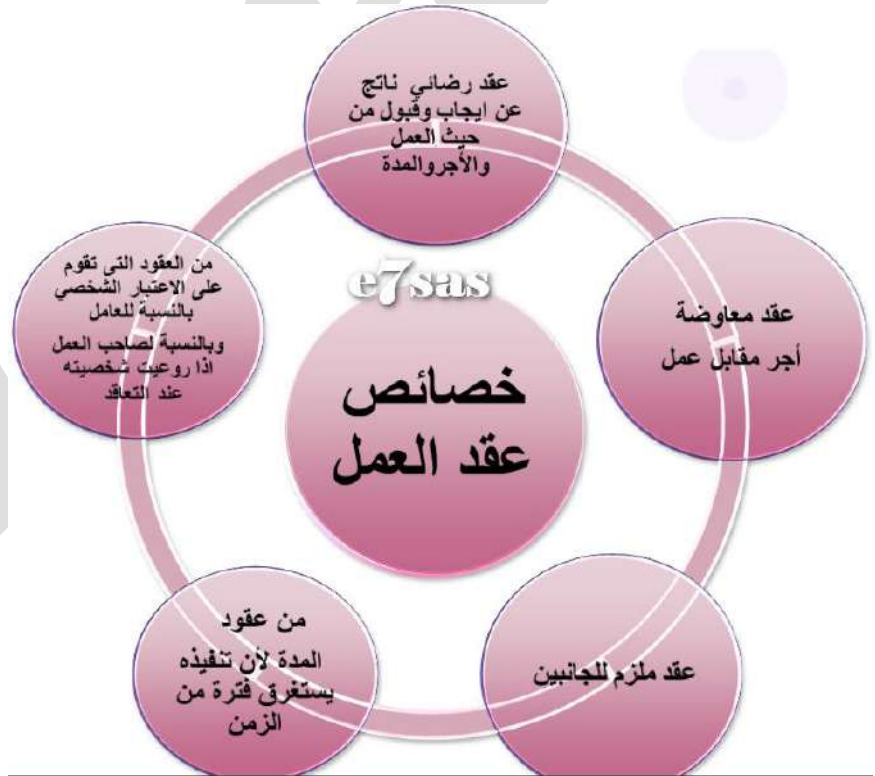 عقد رضائي ناتج
عن ايجاب وقبول من
حيث العمل
والأجروالمدة
e7sas
خصائص
عقد العمل
عقد معاوضة
أجر مقابل عمل
عقد ملزم للجانبين
من عقود
المدة لأن تنفيذه
يستغرق فترة من
الزمن
من العقود التى تقوم
على الاعتبار الشخصي
بالنسبة للعامل
وبالنسبة لصاحب العمل
اذا روعيت شخصيته
عند التعاقد